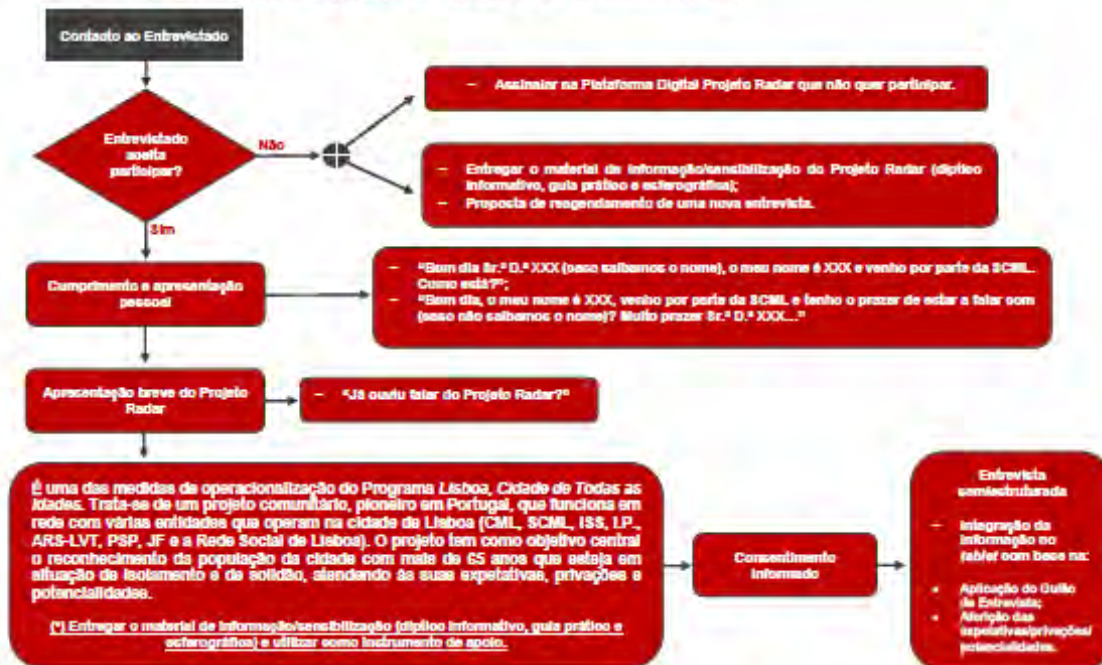 Contacto ao Entrevistado
Entrevistado
aceita
participar?
Não
Sim
– Assinalar na Plataforma Digital Projeto Radar que não quer participar.
– Entregar o material de informação/sensibilização do Projeto Radar (díptico
informativo, guia prático e esferográfica);
– Proposta de reagendamento de uma nova entrevista.
Cumprimento e apresentação
pessoal
– “Bom dia Sr.ª D.ª XXX (caso saibamos o nome), o meu nome é XXX e venho por parte da SCML.
Como está?”;
– “Bom dia, o meu nome é XXX, venho por parte da SCML e tenho o prazer de estar a falar com
(caso não saibamos o nome)? Muito prazer Sr.ª D.ª XXX…”
Apresentação breve do Projeto
Radar
– “Já ouviu falar do Projeto Radar?”
É uma das medidas de operacionalização do Programa Lisboa, Cidade de Todas as
Idades. Trata-se de um projeto comunitário, pioneiro em Portugal, que funciona em
rede com várias entidades que operam na cidade de Lisboa (CML, SCML, ISS, I.P.,
ARS-LVT, PSP, JF e a Rede Social de Lisboa). O projeto tem como objetivo central
o reconhecimento da população da cidade com mais de 65 anos que esteja em
situação de isolamento e de solidão, atendendo às suas expetativas, privações e
potencialidades.
(*) Entregar o material de informação/sensibilização (díptico informativo, guia prático e
esferográfica) e utilizar como instrumento de apoio.
Consentimento
Informado
Entrevista
semiestruturada
– Integração da
informação no
tablet com base na:
• Aplicação do Guião
de Entrevista;
• Aferição das
expetativas/privações/
potencialidades.